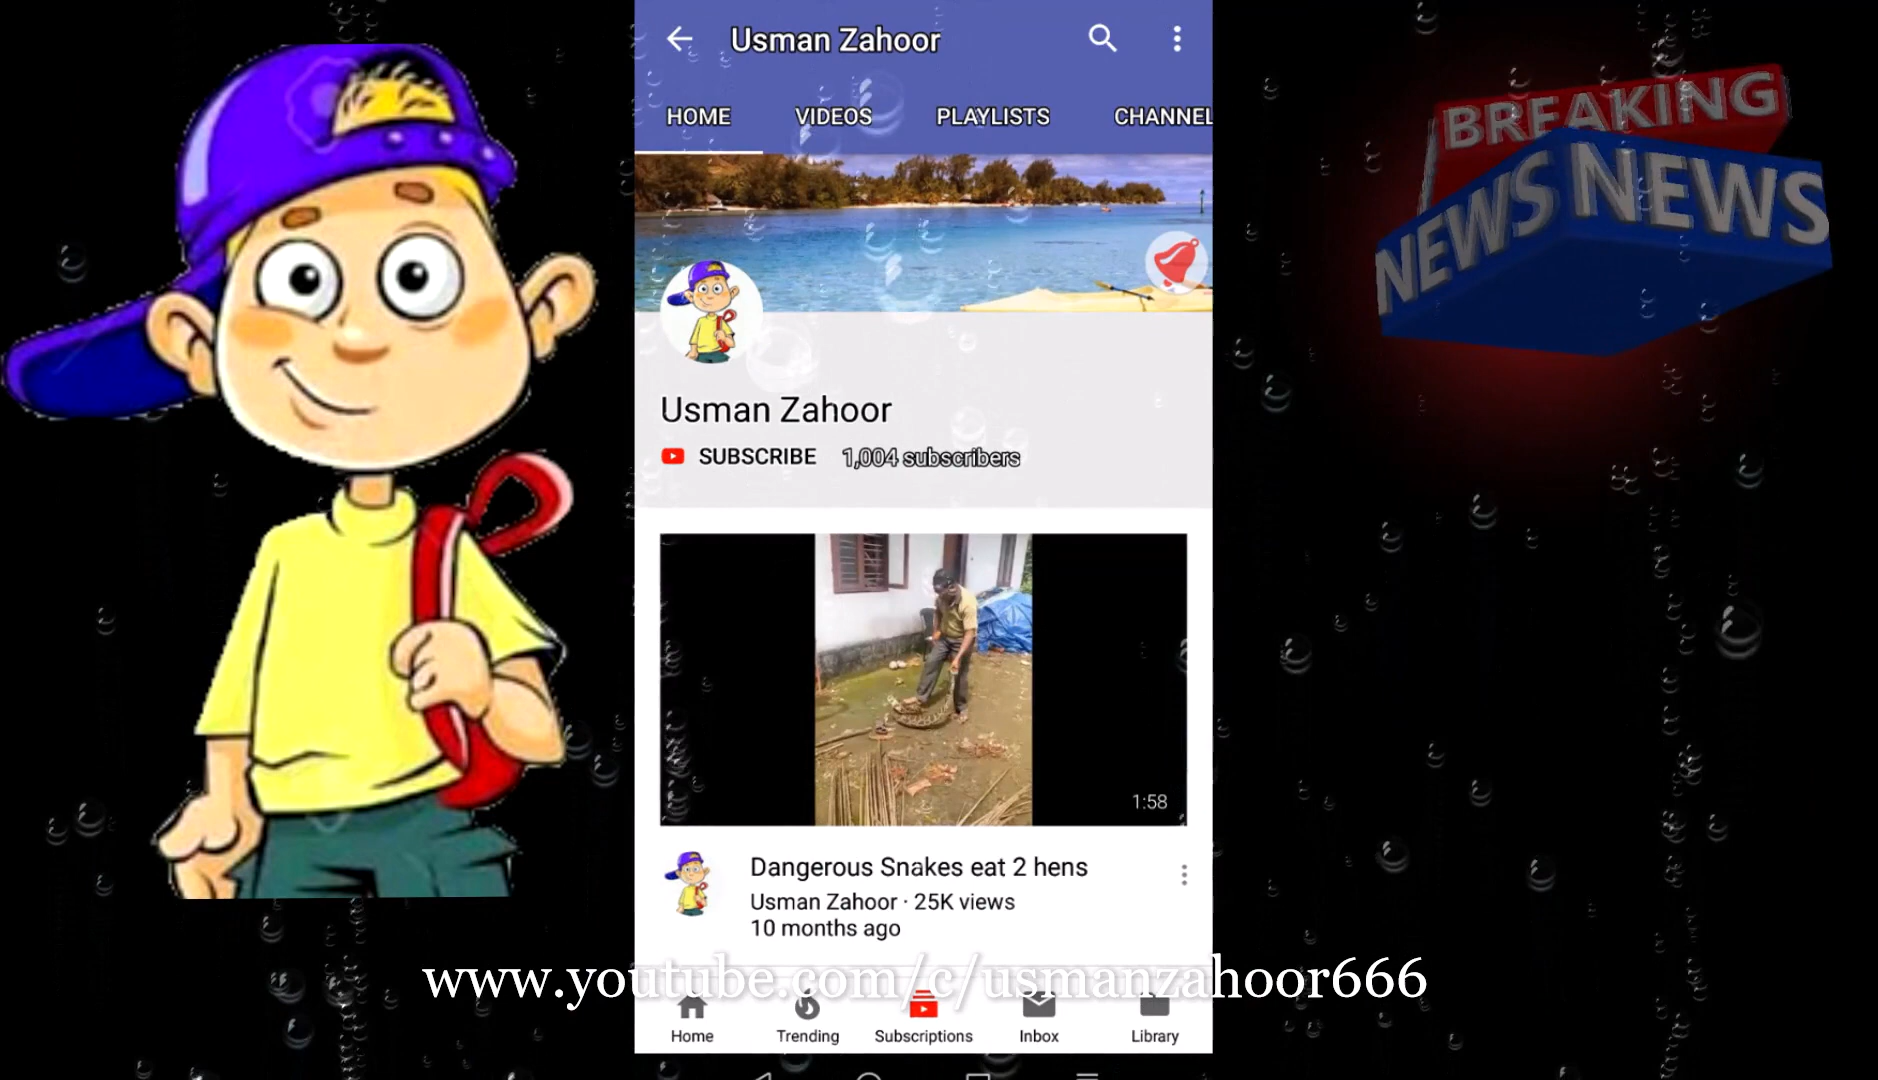 Usman Zahoor
HOME VIDEOS PLAYLISTS CHANNEL
BREAKING
NEWS NEWS
Usman Zahoor
SUBSCRIBE 1,004 subscribers
1:58
Dangerous Snakes eat 2 hens
Usman Zahoor · 25K views
10 months ago
www.youtube.com/c/usmanzahoor666
Home Trending Subscriptions Inbox Library